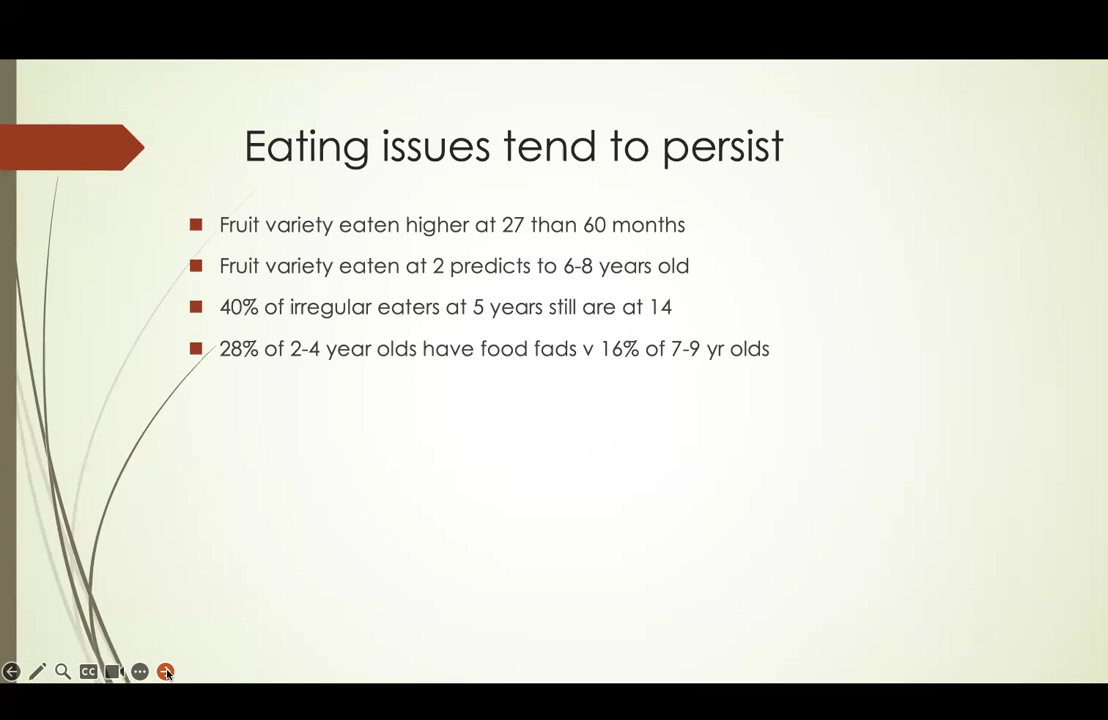 Eating issues tend to persist
Fruit variety eaten higher at 27 than 60 months
Fruit variety eaten at 2 predicts to 6-8 years old
40% of irregular eaters at 5 years still are at 14
28% of 2-4 year olds have food fads v 16% of 7-9 yr olds
CC